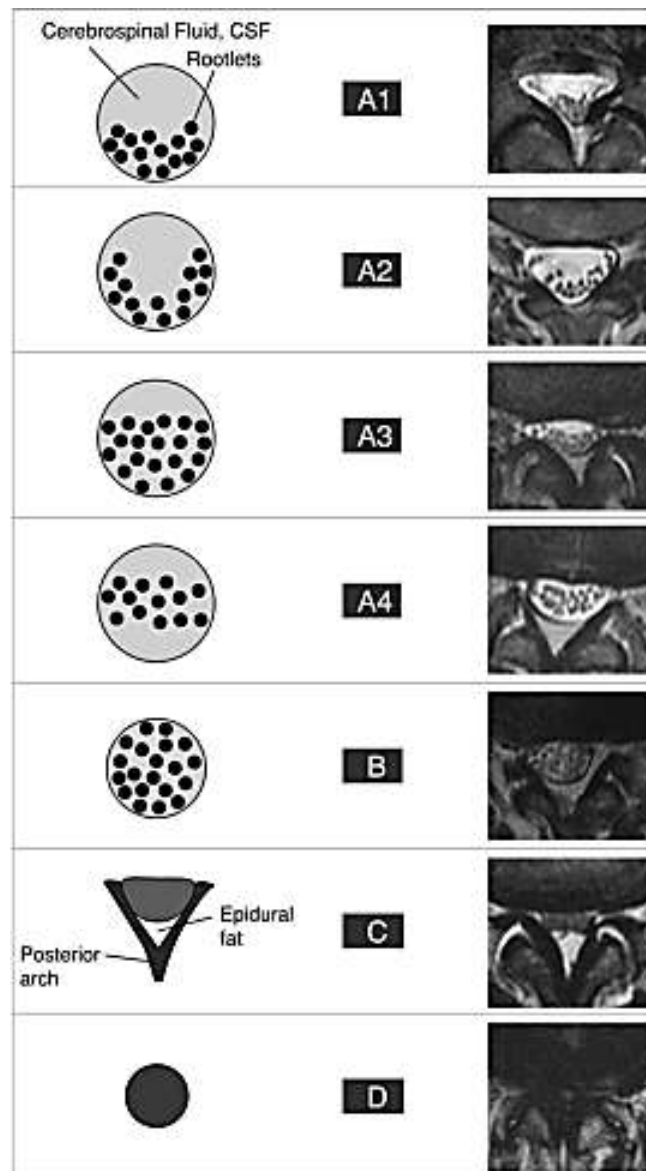 Cerebrospinal Fluid, CSF
Rootlets
A1
A2
A3
A4
B
Epidural
fat
C
Posterior
arch
D